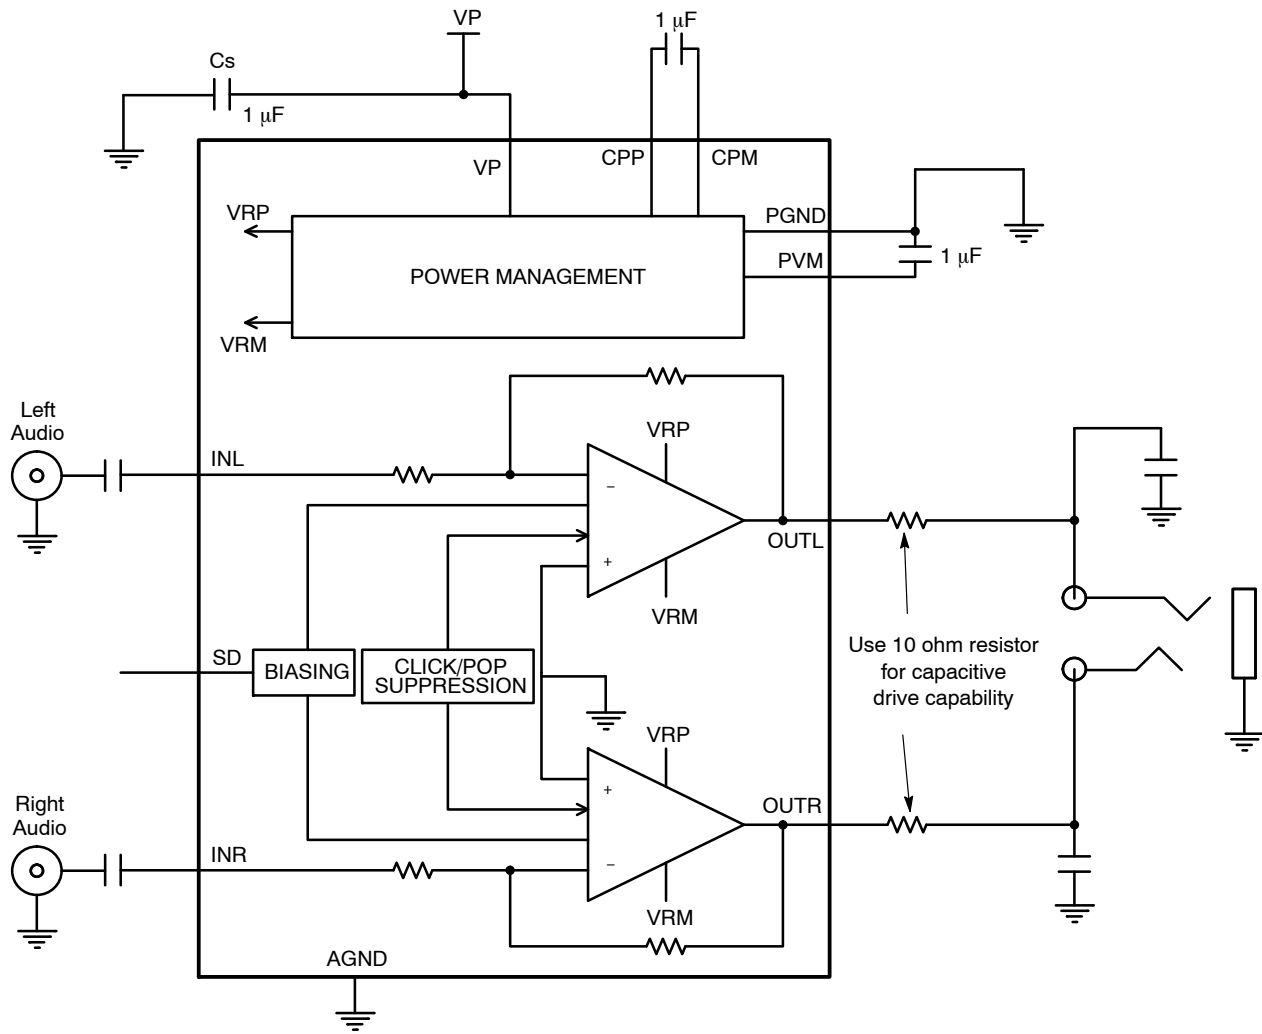 VP
1 μF
Cs
1 μF
VP
CPP
CPM
VRP
PGND
PVM
1 μF
POWER MANAGEMENT
VRM
Left
Audio
INL
VRP
−
+
OUTL
VRM
SD
BIASING
CLICK/POP
SUPPRESSION
Use 10 ohm resistor
for capacitive
drive capability
VRP
Right
Audio
+
OUTR
INR
−
VRM
AGND